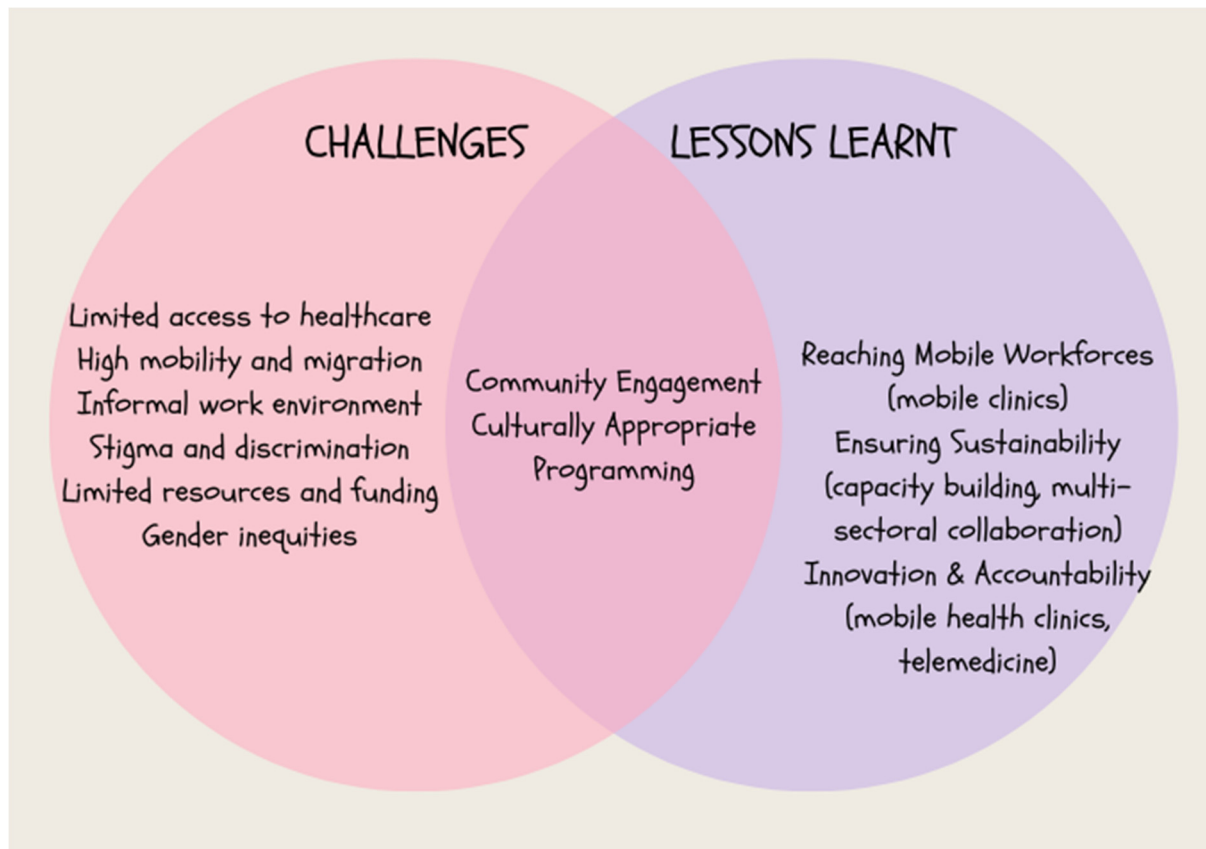 CHALLENGES
LESSONS LEARNT
Limited access to healthcare
High mobility and migration
Informal work environment
Stigma and discrimination
Limited resources and funding
Gender inequities
Community Engagement
Culturally Appropriate
Programming
Reaching Mobile Workforces
(mobile clinics)
Ensuring Sustainability
(capacity building, multi-
sectoral collaboration)
Innovation & Accountability
(mobile health clinics,
telemedicine)